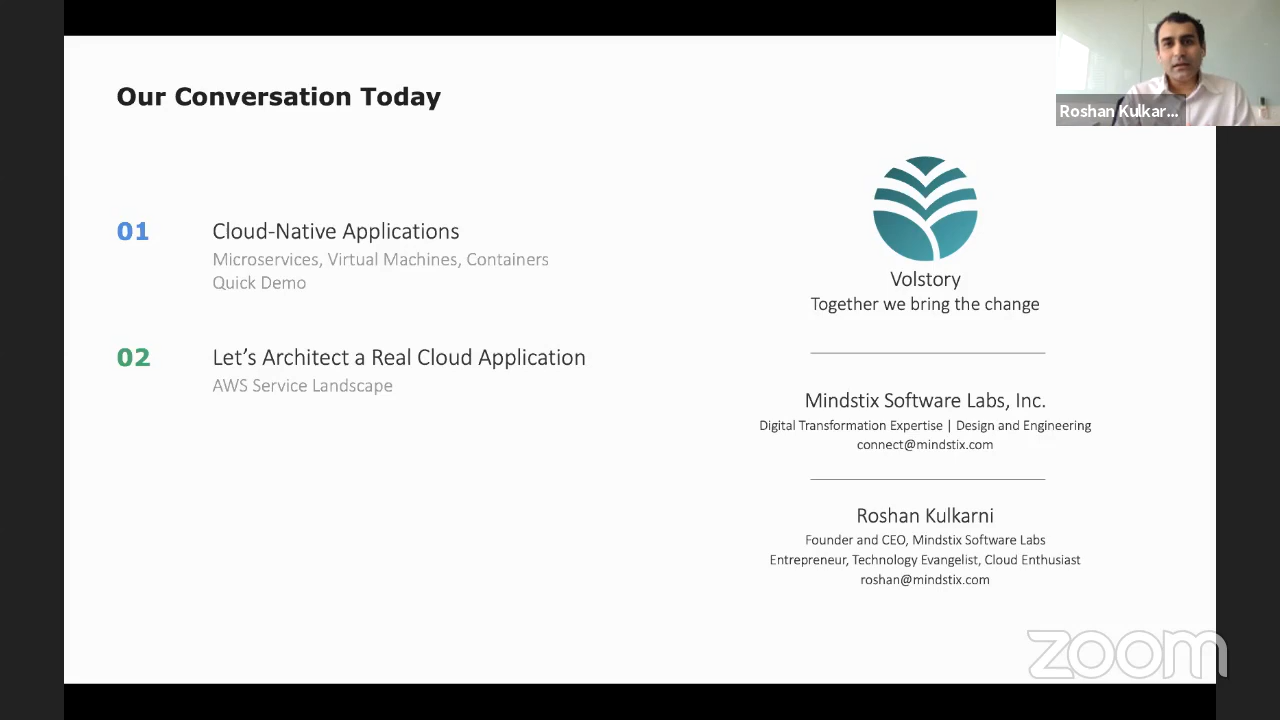 Our Conversation Today
Roshan Kulkar...
01
Cloud-Native Applications
Microservices, Virtual Machines, Containers
Quick Demo
02
Let’s Architect a Real Cloud Application
AWS Service Landscape
Volstory
Together we bring the change
Mindstix Software Labs, Inc.
Digital Transformation Expertise | Design and Engineering
connect@mindstix.com
Roshan Kulkarni
Founder and CEO, Mindstix Software Labs
Entrepreneur, Technology Evangelist, Cloud Enthusiast
roshan@mindstix.com
zoom